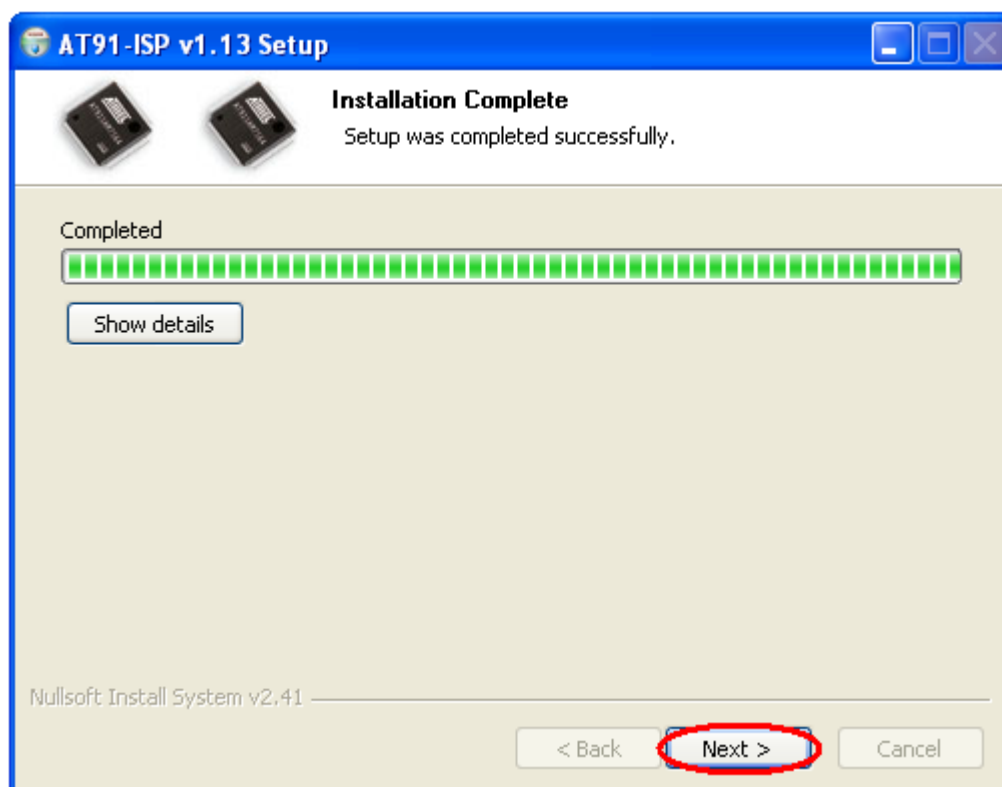 AT91-ISP v1.13 Setup
Installation Complete
Setup was completed successfully.
Completed
Show details
Nullsoft Install System v2.41
< Back Next > Cancel